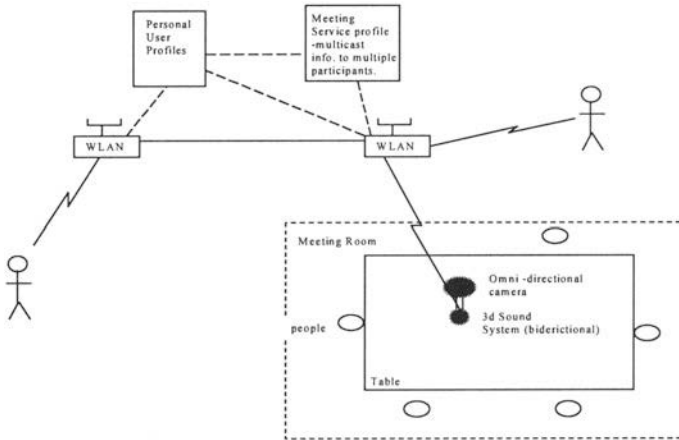 Personal
User
Profiles
Meeting
Service profile
-multicast
info. to multiple
participants.
WLAN
WLAN
Meeting Room
Omni -directional
camera
3d Sound
System (biderictional)
people
Table